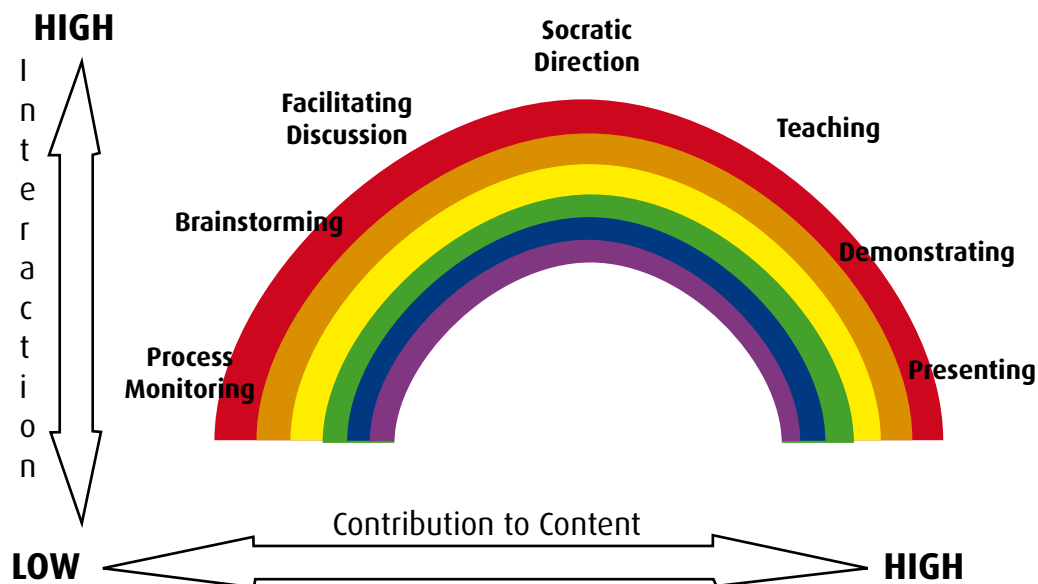 HIGH
Interaction
Socratic
Direction
Facilitating
Discussion
Teaching
Brainstorming
Demonstrating
Process
Monitoring
Presenting
Contribution to Content
LOW
HIGH